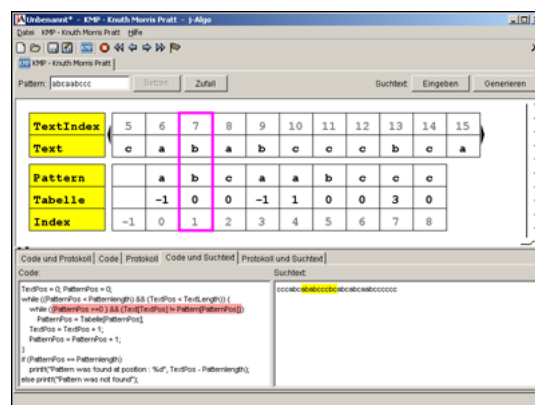 Unbenannt* - KMP - Knuth Morris Pratt - j-Algo
Datei KMP - Knuth Morris Pratt Hilfe
KMP - Knuth Morris Pratt
Pattern: abcaabccc Setzen Zufall Suchtext: Eingeben Generieren
TextIndex 5 6 7 8 9 10 11 12 13 14 15
Text c a b a b c c c b c a
Pattern a b c a a b c c c
Tabelle -1 0 0 -1 1 0 0 3 0
Index -1 0 1 2 3 4 5 6 7 8
Code und Protokoll Code Protokoll Code und Suchtext Protokoll und Suchtext
Code: Suchtext:
TextPos = 0; PatternPos = 0;
while ((PatternPos < Patternlength) && (TextPos < TextLength)) {
while ((PatternPos >=0 ) && (Text[TextPos] != Pattern[PatternPos]))
PatternPos = Tabelle[PatternPos];
TextPos = TextPos + 1;
PatternPos = PatternPos + 1;
}
if (PatternPos == Patternlength)
printf("Pattern was found at position : %d", TextPos - Patternlength);
else printf("Pattern was not found");